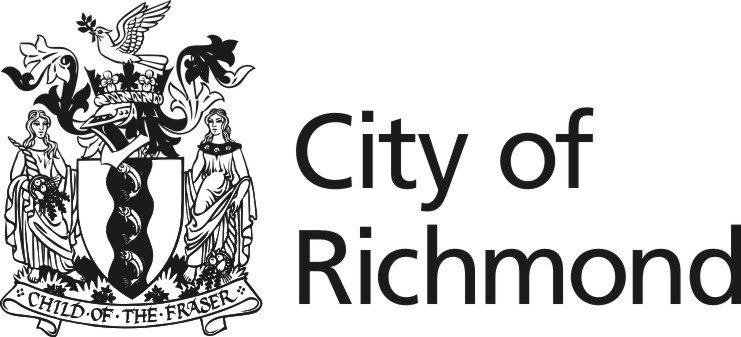 City of
Richmond
CHILD·OF·THE·FRASER